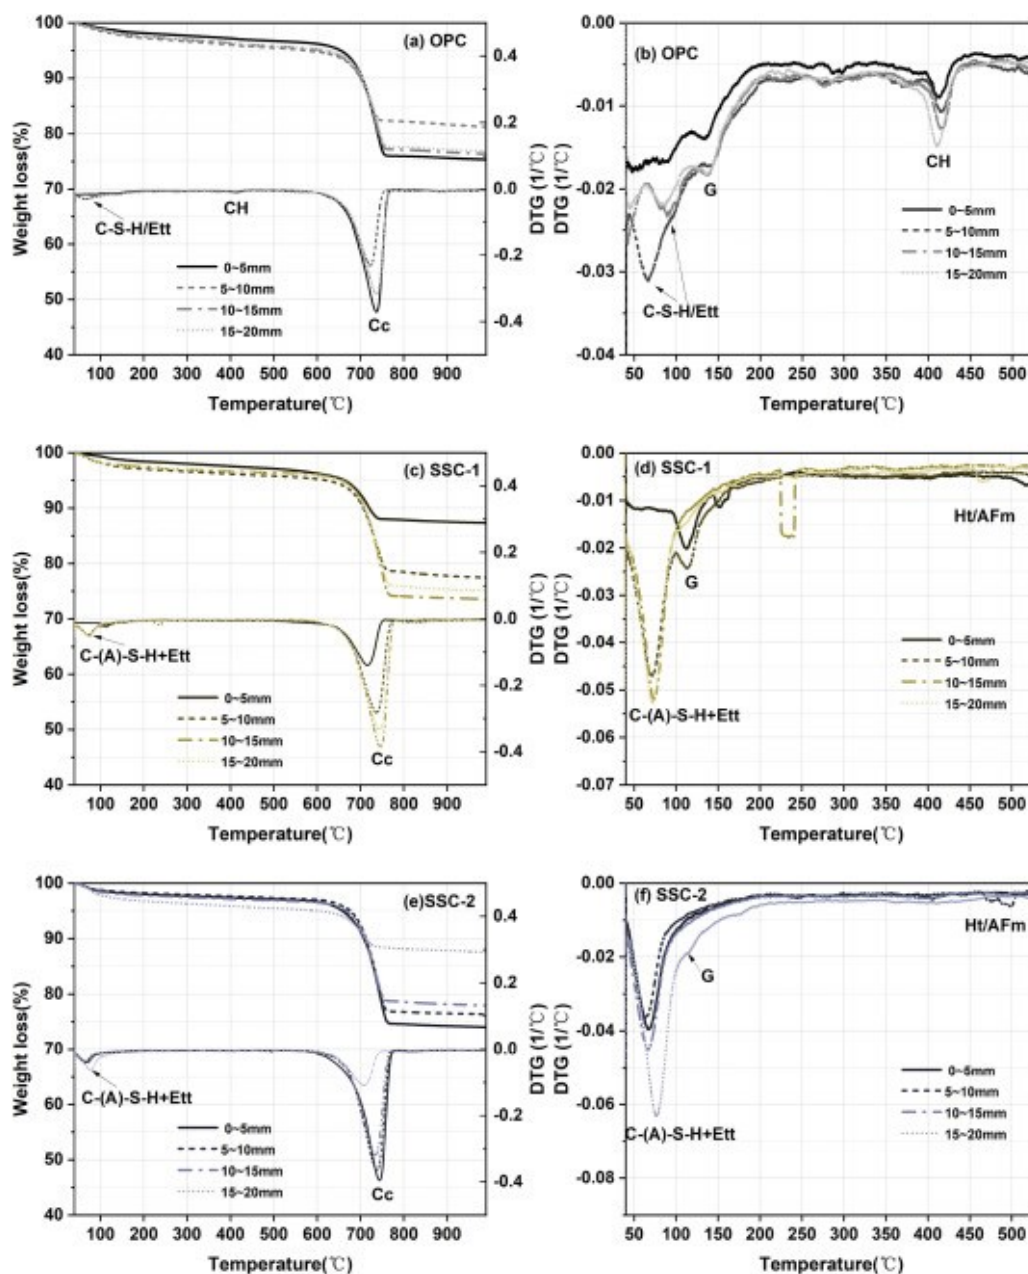 (a) OPC
Weight loss(%)
100
90
80
70
60
50
40
0.4
0.2
0.0
-0.2
-0.4
DTG (1/℃)
C-S-H/Ett
CH
Cc
0~5mm
5~10mm
10~15mm
15~20mm
100 200 300 400 500 600 700 800 900
Temperature(℃)
(b) OPC
DTG (1/℃)
0.00
-0.01
-0.02
-0.03
-0.04
G
CH
C-S-H/Ett
0~5mm
5~10mm
10~15mm
15~20mm
50 100 150 200 250 300 350 400 450 500
Temperature(℃)
(c) SSC-1
Weight loss(%)
100
90
80
70
60
50
40
0.4
0.2
0.0
-0.2
-0.4
DTG (1/℃)
C-(A)-S-H+Ett
Cc
0~5mm
5~10mm
10~15mm
15~20mm
100 200 300 400 500 600 700 800 900
Temperature(℃)
(d) SSC-1
DTG (1/℃)
0.00
-0.01
-0.02
-0.03
-0.04
-0.05
-0.06
-0.07
Ht/AFm
G
C-(A)-S-H+Ett
0~5mm
5~10mm
10~15mm
15~20mm
50 100 150 200 250 300 350 400 450 500
Temperature(℃)
(e)SSC-2
Weight loss(%)
100
90
80
70
60
50
40
0.4
0.2
0.0
-0.2
-0.4
DTG (1/℃)
C-(A)-S-H+Ett
Cc
0~5mm
5~10mm
10~15mm
15~20mm
100 200 300 400 500 600 700 800 900
Temperature(℃)
(f) SSC-2
DTG (1/℃)
0.00
-0.02
-0.04
-0.06
-0.08
Ht/AFm
G
C-(A)-S-H+Ett
0~5mm
5~10mm
10~15mm
15~20mm
50 100 150 200 250 300 350 400 450 500
Temperature(℃)